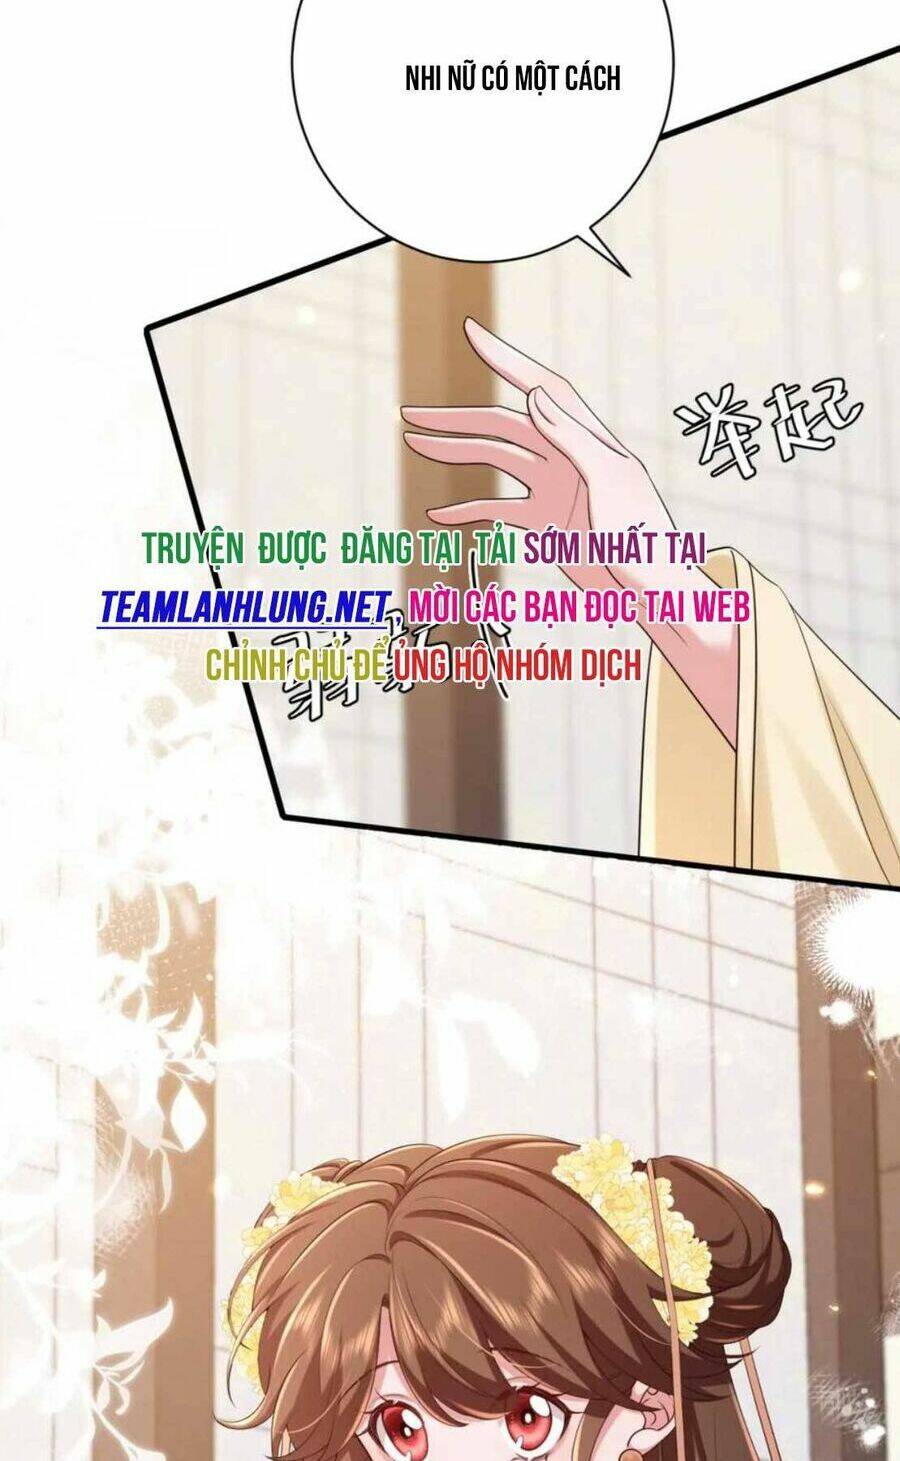 NHI NỮ CÓ MỘT CÁCH
举起
TRUYỆN ĐƯỢC ĐĂNG TẠI TẢI SỚM NHẤT TẠI
TEAMLANHLUNG.NET , MỜI CÁC BẠN ĐỌC TẠI WEB
CHỈNH CHỦ ĐỂ ỦNG HỘ NHÓM DỊCH